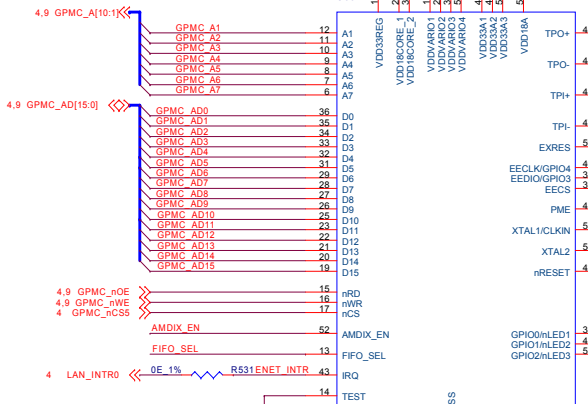 4,9 GPMC_A[10:1]
GPMC_A1 12 A1
GPMC_A2 11 A2
GPMC_A3 10 A3
GPMC_A4 9 A4
GPMC_A5 8 A5
GPMC_A6 7 A6
GPMC_A7 6 A7
VDD33REG
VDD18CORE_1
VDD18CORE_2
VDDVARIO1
VDDVARIO2
VDDVARIO3
VDDVARIO4
VDD33A1
VDD33A2
VDD33A3
VDD18A
TPO+
TPO-
TPI+
TPI-
EXRES
EECLK/GPIO4
EEDIO/GPIO3
EECS
PME
XTAL1/CLKIN
XTAL2
nRESET
4,9 GPMC_AD[15:0]
GPMC_AD0 36 D0
GPMC_AD1 35 D1
GPMC_AD2 34 D2
GPMC_AD3 33 D3
GPMC_AD4 32 D4
GPMC_AD5 31 D5
GPMC_AD6 29 D6
GPMC_AD7 28 D7
GPMC_AD8 27 D8
GPMC_AD9 26 D9
GPMC_AD10 25 D10
GPMC_AD11 23 D11
GPMC_AD12 22 D12
GPMC_AD13 21 D13
GPMC_AD14 20 D14
GPMC_AD15 19 D15
4,9 GPMC_nOE 15 nRD
4,9 GPMC_nWE 16 nWR
4 GPMC_nCS5 17 nCS
AMDIX_EN 52 AMDIX_EN
GPIO0/nLED1
GPIO1/nLED2
GPIO2/nLED3
FIFO_SEL 13 FIFO_SEL
4 LAN_INTR0 0E_1% R531 ENET_INTR 43 IRQ
14 TEST